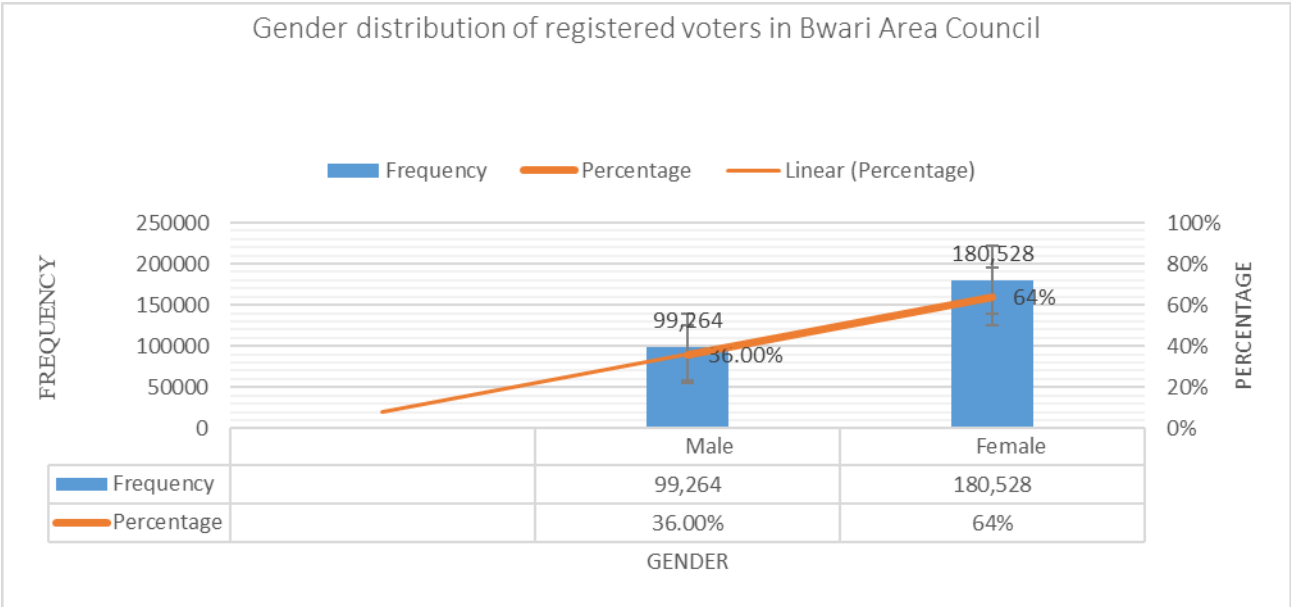 Gender distribution of registered voters in Bwari Area Council
Frequency Percentage Linear (Percentage)
250000 100%
200000 180,528 80%
150000 64% 60%
99,264
100000 36.00% 40%
50000 20%
0 0%
FREQUENCY
PERCENTAGE
Male Female
Frequency 99,264 180,528
Percentage 36.00% 64%
GENDER